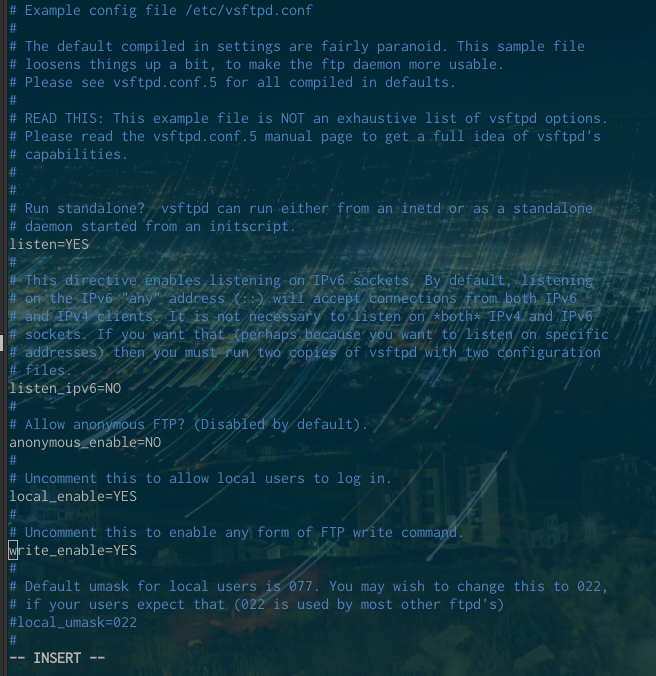 # Example config file /etc/vsftpd.conf
#
# The default compiled in settings are fairly paranoid. This sample file
# loosens things up a bit, to make the ftp daemon more usable.
# Please see vsftpd.conf.5 for all compiled in defaults.
#
# READ THIS: This example file is NOT an exhaustive list of vsftpd options.
# Please read the vsftpd.conf.5 manual page to get a full idea of vsftpd's
# capabilities.
#
#
# Run standalone?  vsftpd can run either from an inetd or as a standalone
# daemon started from an initscript.
listen=YES
#
# This directive enables listening on IPv6 sockets. By default, listening
# on the IPv6 "any" address (::) will accept connections from both IPv6
# and IPv4 clients. It is not necessary to listen on *both* IPv4 and IPv6
# sockets. If you want that (perhaps because you want to listen on specific
# addresses) then you must run two copies of vsftpd with two configuration
# files.
listen_ipv6=NO
#
# Allow anonymous FTP? (Disabled by default).
anonymous_enable=NO
#
# Uncomment this to allow local users to log in.
local_enable=YES
#
# Uncomment this to enable any form of FTP write command.
write_enable=YES
#
# Default umask for local users is 077. You may wish to change this to 022,
# if your users expect that (022 is used by most other ftpd's)
#local_umask=022
#
-- INSERT --